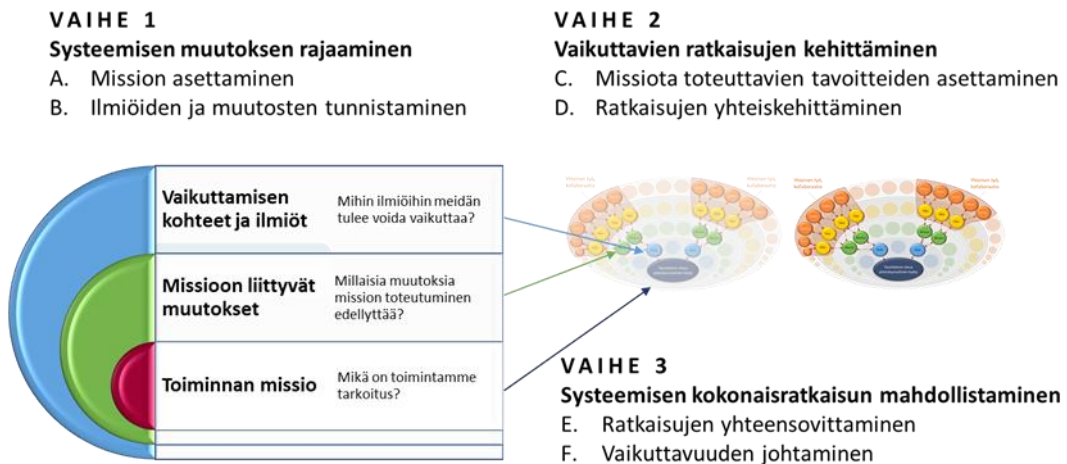 VAIHE 1
Systeemisen muutoksen rajaaminen
A. Mission asettaminen
B. Ilmiöiden ja muutosten tunnistaminen
VAIHE 2
Vaikuttavien ratkaisujen kehittäminen
C. Missiota toteuttavien tavoitteiden asettaminen
D. Ratkaisujen yhteiskehittäminen
Vaikuttamisen
kohteet ja ilmiöt
Mihin ilmiöihin meidän
tulee voida vaikuttaa?
Missioon liittyvät
muutokset
Millaisia muutoksia
mission toteutuminen
edellyttää?
Toiminnan missio
Mikä on toimintamme
tarkoitus?
VAIHE 3
Systeemisen kokonaisratkaisun mahdollistaminen
E. Ratkaisujen yhteensovittaminen
F. Vaikuttavuuden johtaminen